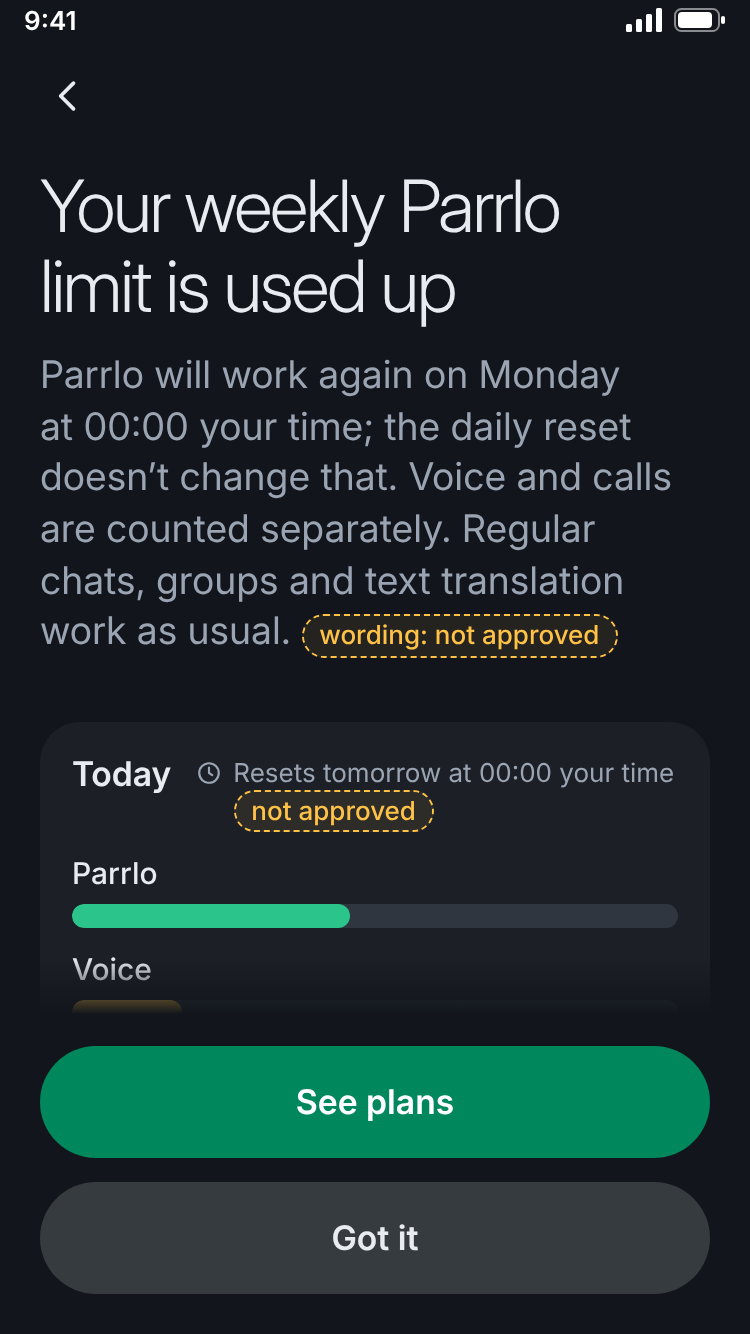 9:41
Your weekly Parrlo
limit is used up
Parrlo will work again on Monday
at 00:00 your time; the daily reset
doesn’t change that. Voice and calls
are counted separately. Regular
chats, groups and text translation
work as usual. wording: not approved
Today Resets tomorrow at 00:00 your time
not approved
Parrlo
Voice
See plans
Got it